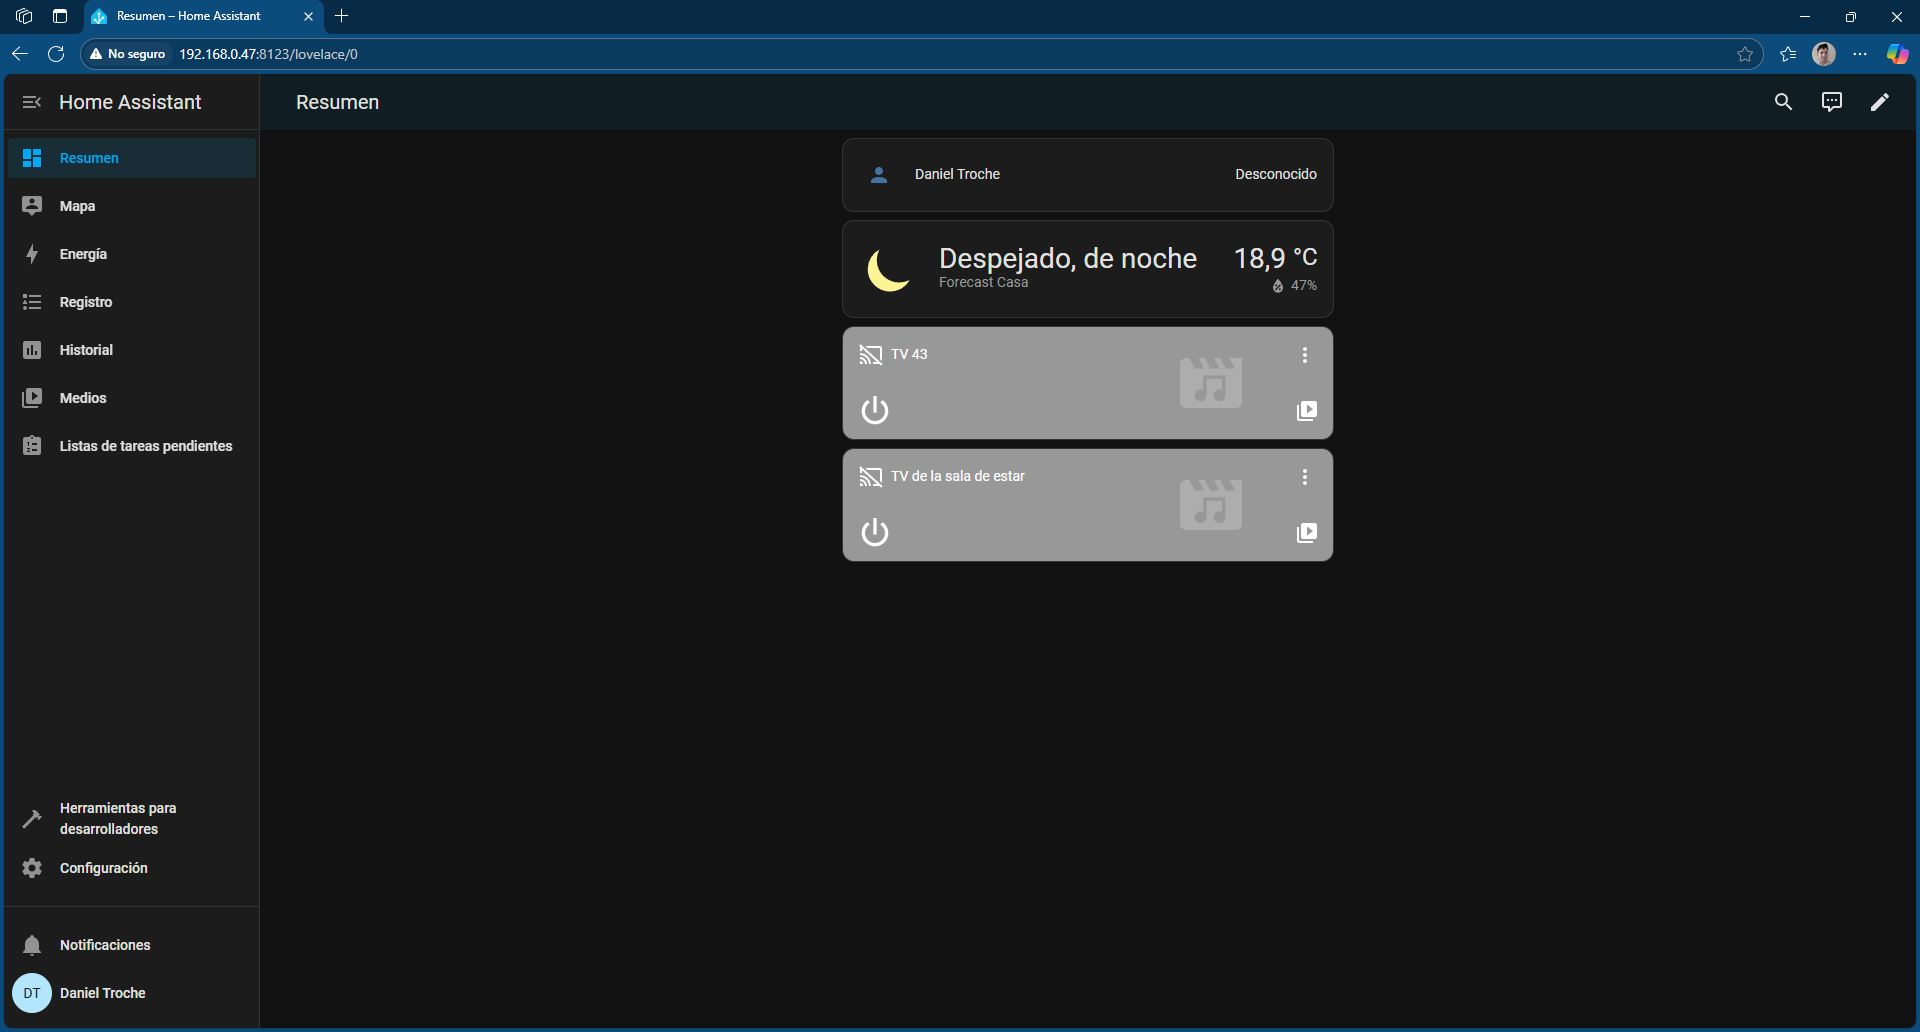 Resumen – Home Assistant
No seguro
192.168.0.47:8123/lovelace/0
Home Assistant
Resumen
Resumen
Mapa
Energía
Registro
Historial
Medios
Listas de tareas pendientes
Herramientas para
desarrolladores
Configuración
Notificaciones
DT
Daniel Troche
Daniel Troche
Desconocido
Despejado, de noche
18,9 °C
Forecast Casa
47%
TV 43
TV de la sala de estar